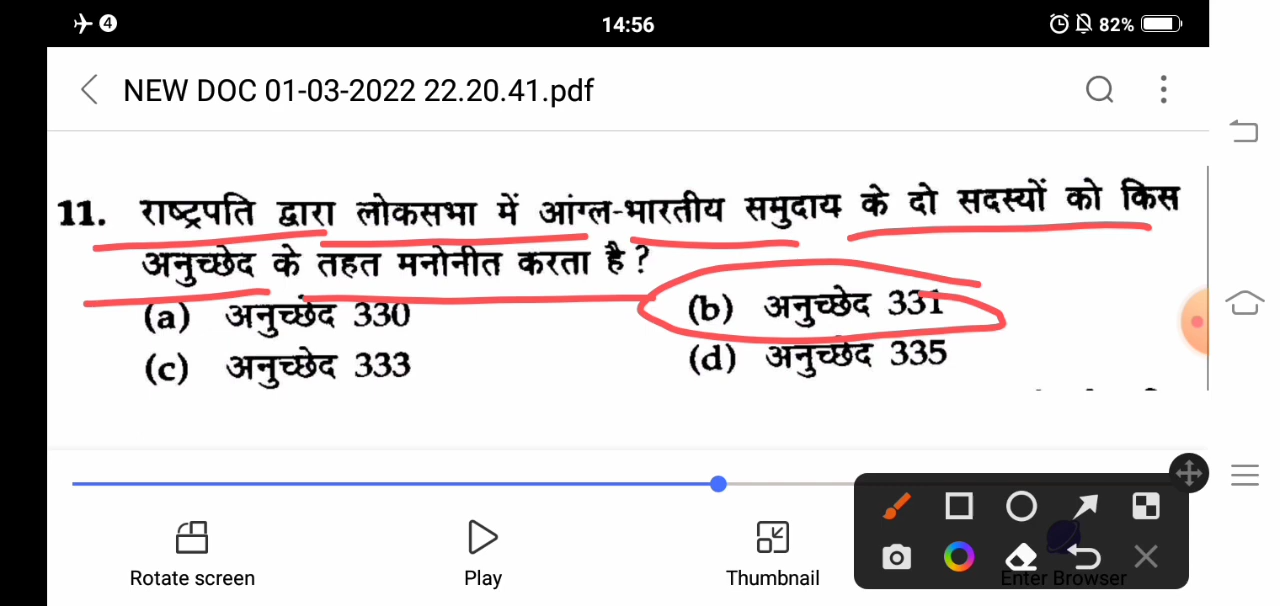 4
14:56
82%
NEW DOC 01-03-2022 22.20.41.pdf
11. राष्ट्रपति द्वारा लोकसभा में आंग्ल-भारतीय समुदाय के दो सदस्यों को किस
अनुच्छेद के तहत मनोनीत करता है?
(a) अनुच्छेद 330
(b) अनुच्छेद 331
(c) अनुच्छेद 333
(d) अनुच्छेद 335
Rotate screen
Play
Thumbnail
Enter Browser